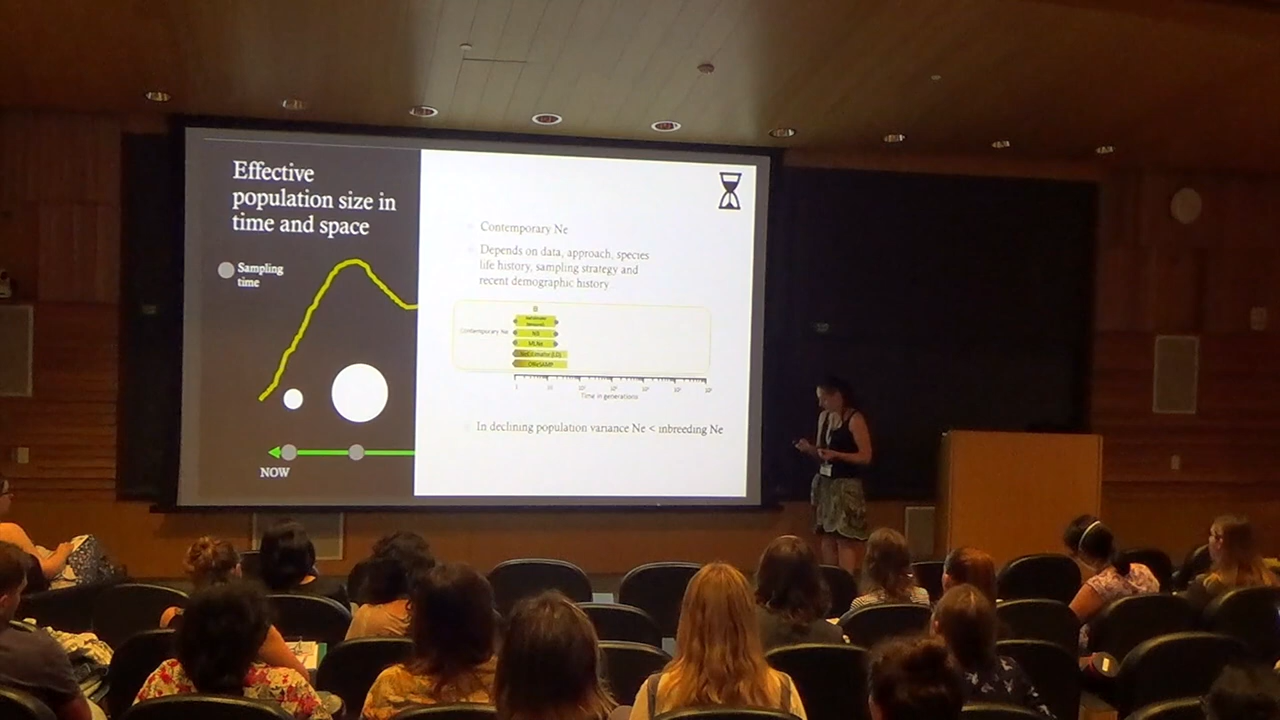 Effective
population size in
time and space
Sampling
time
NOW
Contemporary Ne
Depends on data, approach, species
life history, sampling strategy and
recent demographic history
Contemporary Ne
NB
MLNe
ONeSAMP
Time in generations
In declining population variance Ne < inbreeding Ne